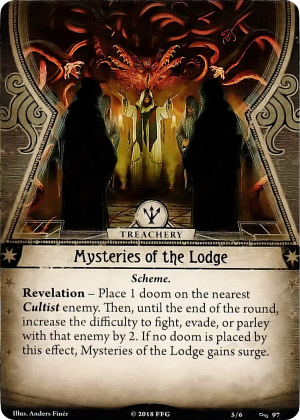 TREACHERY
Mysteries of the Lodge
Scheme.
Revelation – Place 1 doom on the nearest
Cultist enemy. Then, until the end of the round,
increase the difficulty to fight, evade, or parley
with that enemy by 2. If no doom is placed by
this effect, Mysteries of the Lodge gains surge.
Illus. Anders Finér © 2018 FFG 5/6 97